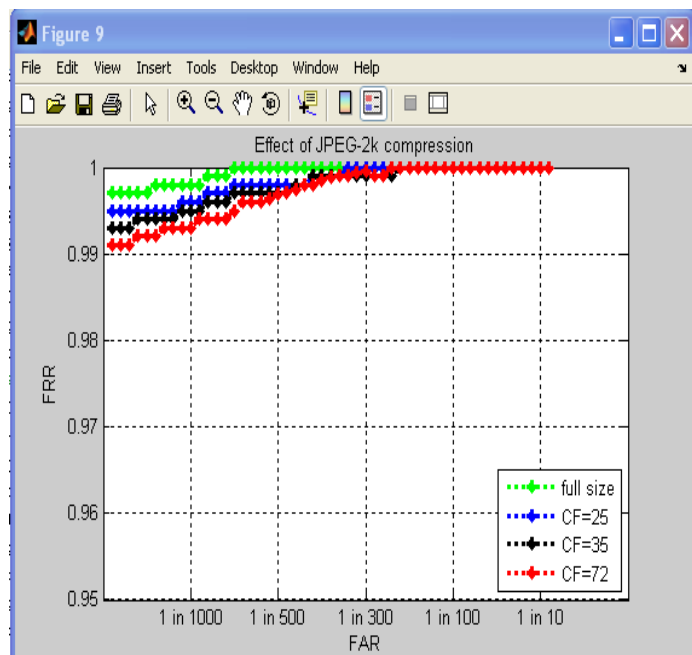 Figure 9
File Edit View Insert Tools Desktop Window Help
Effect of JPEG-2k compression
1
0.99
0.98
0.97
0.96
0.95
FRR
full size
CF=25
CF=35
CF=72
1 in 1000 1 in 500 1 in 300 1 in 100 1 in 10
FAR